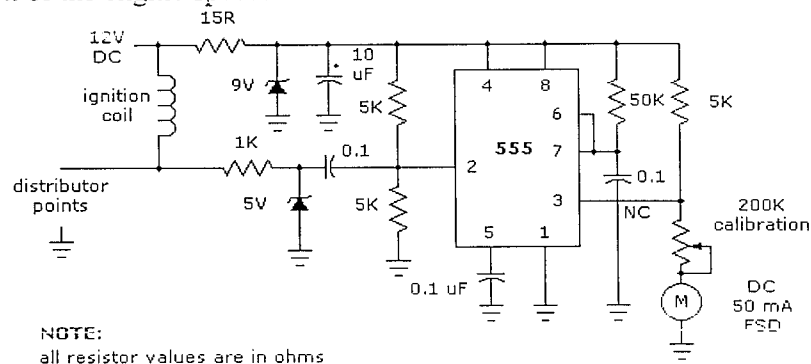 15R
12V
DC
ignition
coil
9V
10
uF
5K
4
8
50K
5K
6
555
7
1K
0.1
2
0.1
distributor
points
5V
5K
3
NC
200K
calibration
5
1
0.1 uF
M
DC
50 mA
FSD
NOTE:
all resistor values are in ohms